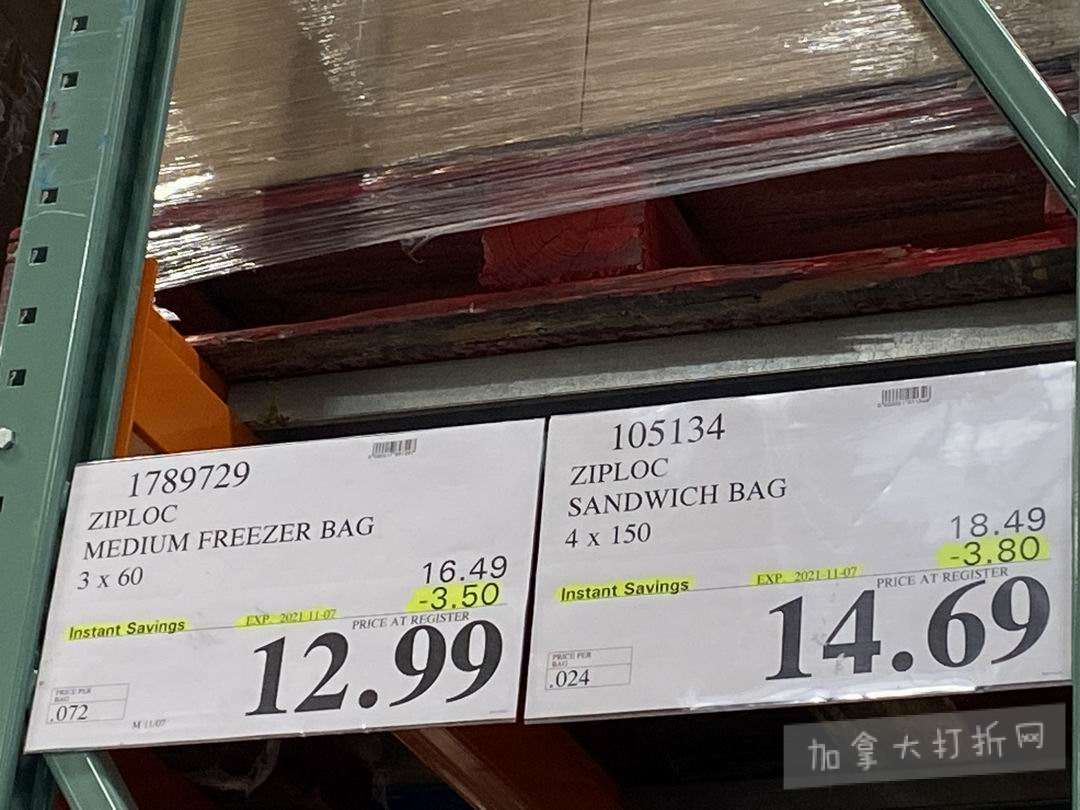 1789729
ZIPLOC
MEDIUM FREEZER BAG
3 x 60
16.49
-3.50
Instant Savings
EXP. 2021-11-07
PRICE AT REGISTER
12.99
PRICE PER
BAG
.072
M 11/07
105134
ZIPLOC
SANDWICH BAG
4 x 150
18.49
-3.80
Instant Savings
EXP. 2021-11-07
PRICE AT REGISTER
14.69
PRICE PER
BAG
.024
加拿大打折网